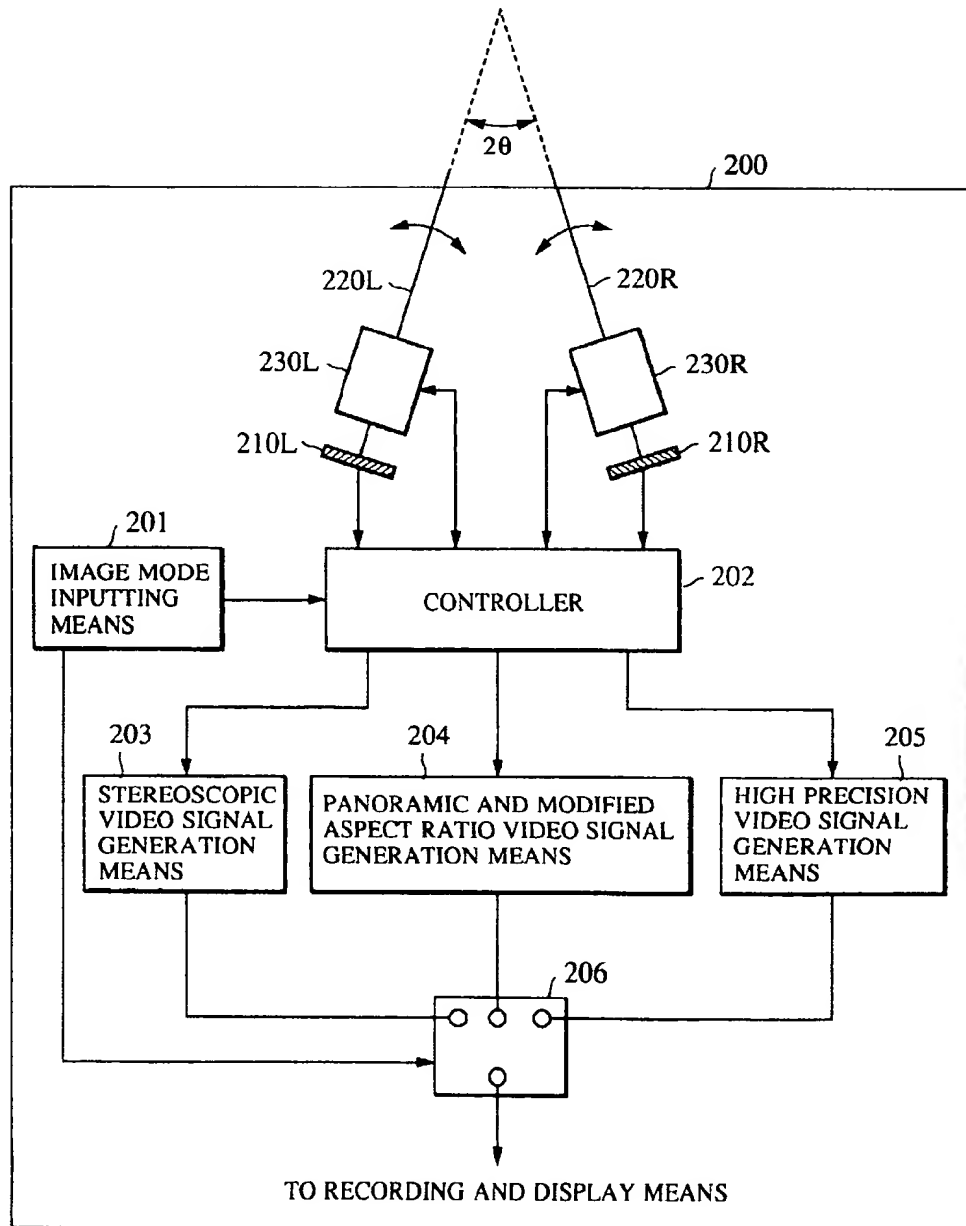 2θ
200
220L
220R
230L
230R
210L
210R
201
IMAGE MODE
INPUTTING
MEANS
202
CONTROLLER
203
STEREOSCOPIC
VIDEO SIGNAL
GENERATION
MEANS
204
PANORAMIC AND MODIFIED
ASPECT RATIO VIDEO SIGNAL
GENERATION MEANS
205
HIGH PRECISION
VIDEO SIGNAL
GENERATION
MEANS
206
TO RECORDING AND DISPLAY MEANS